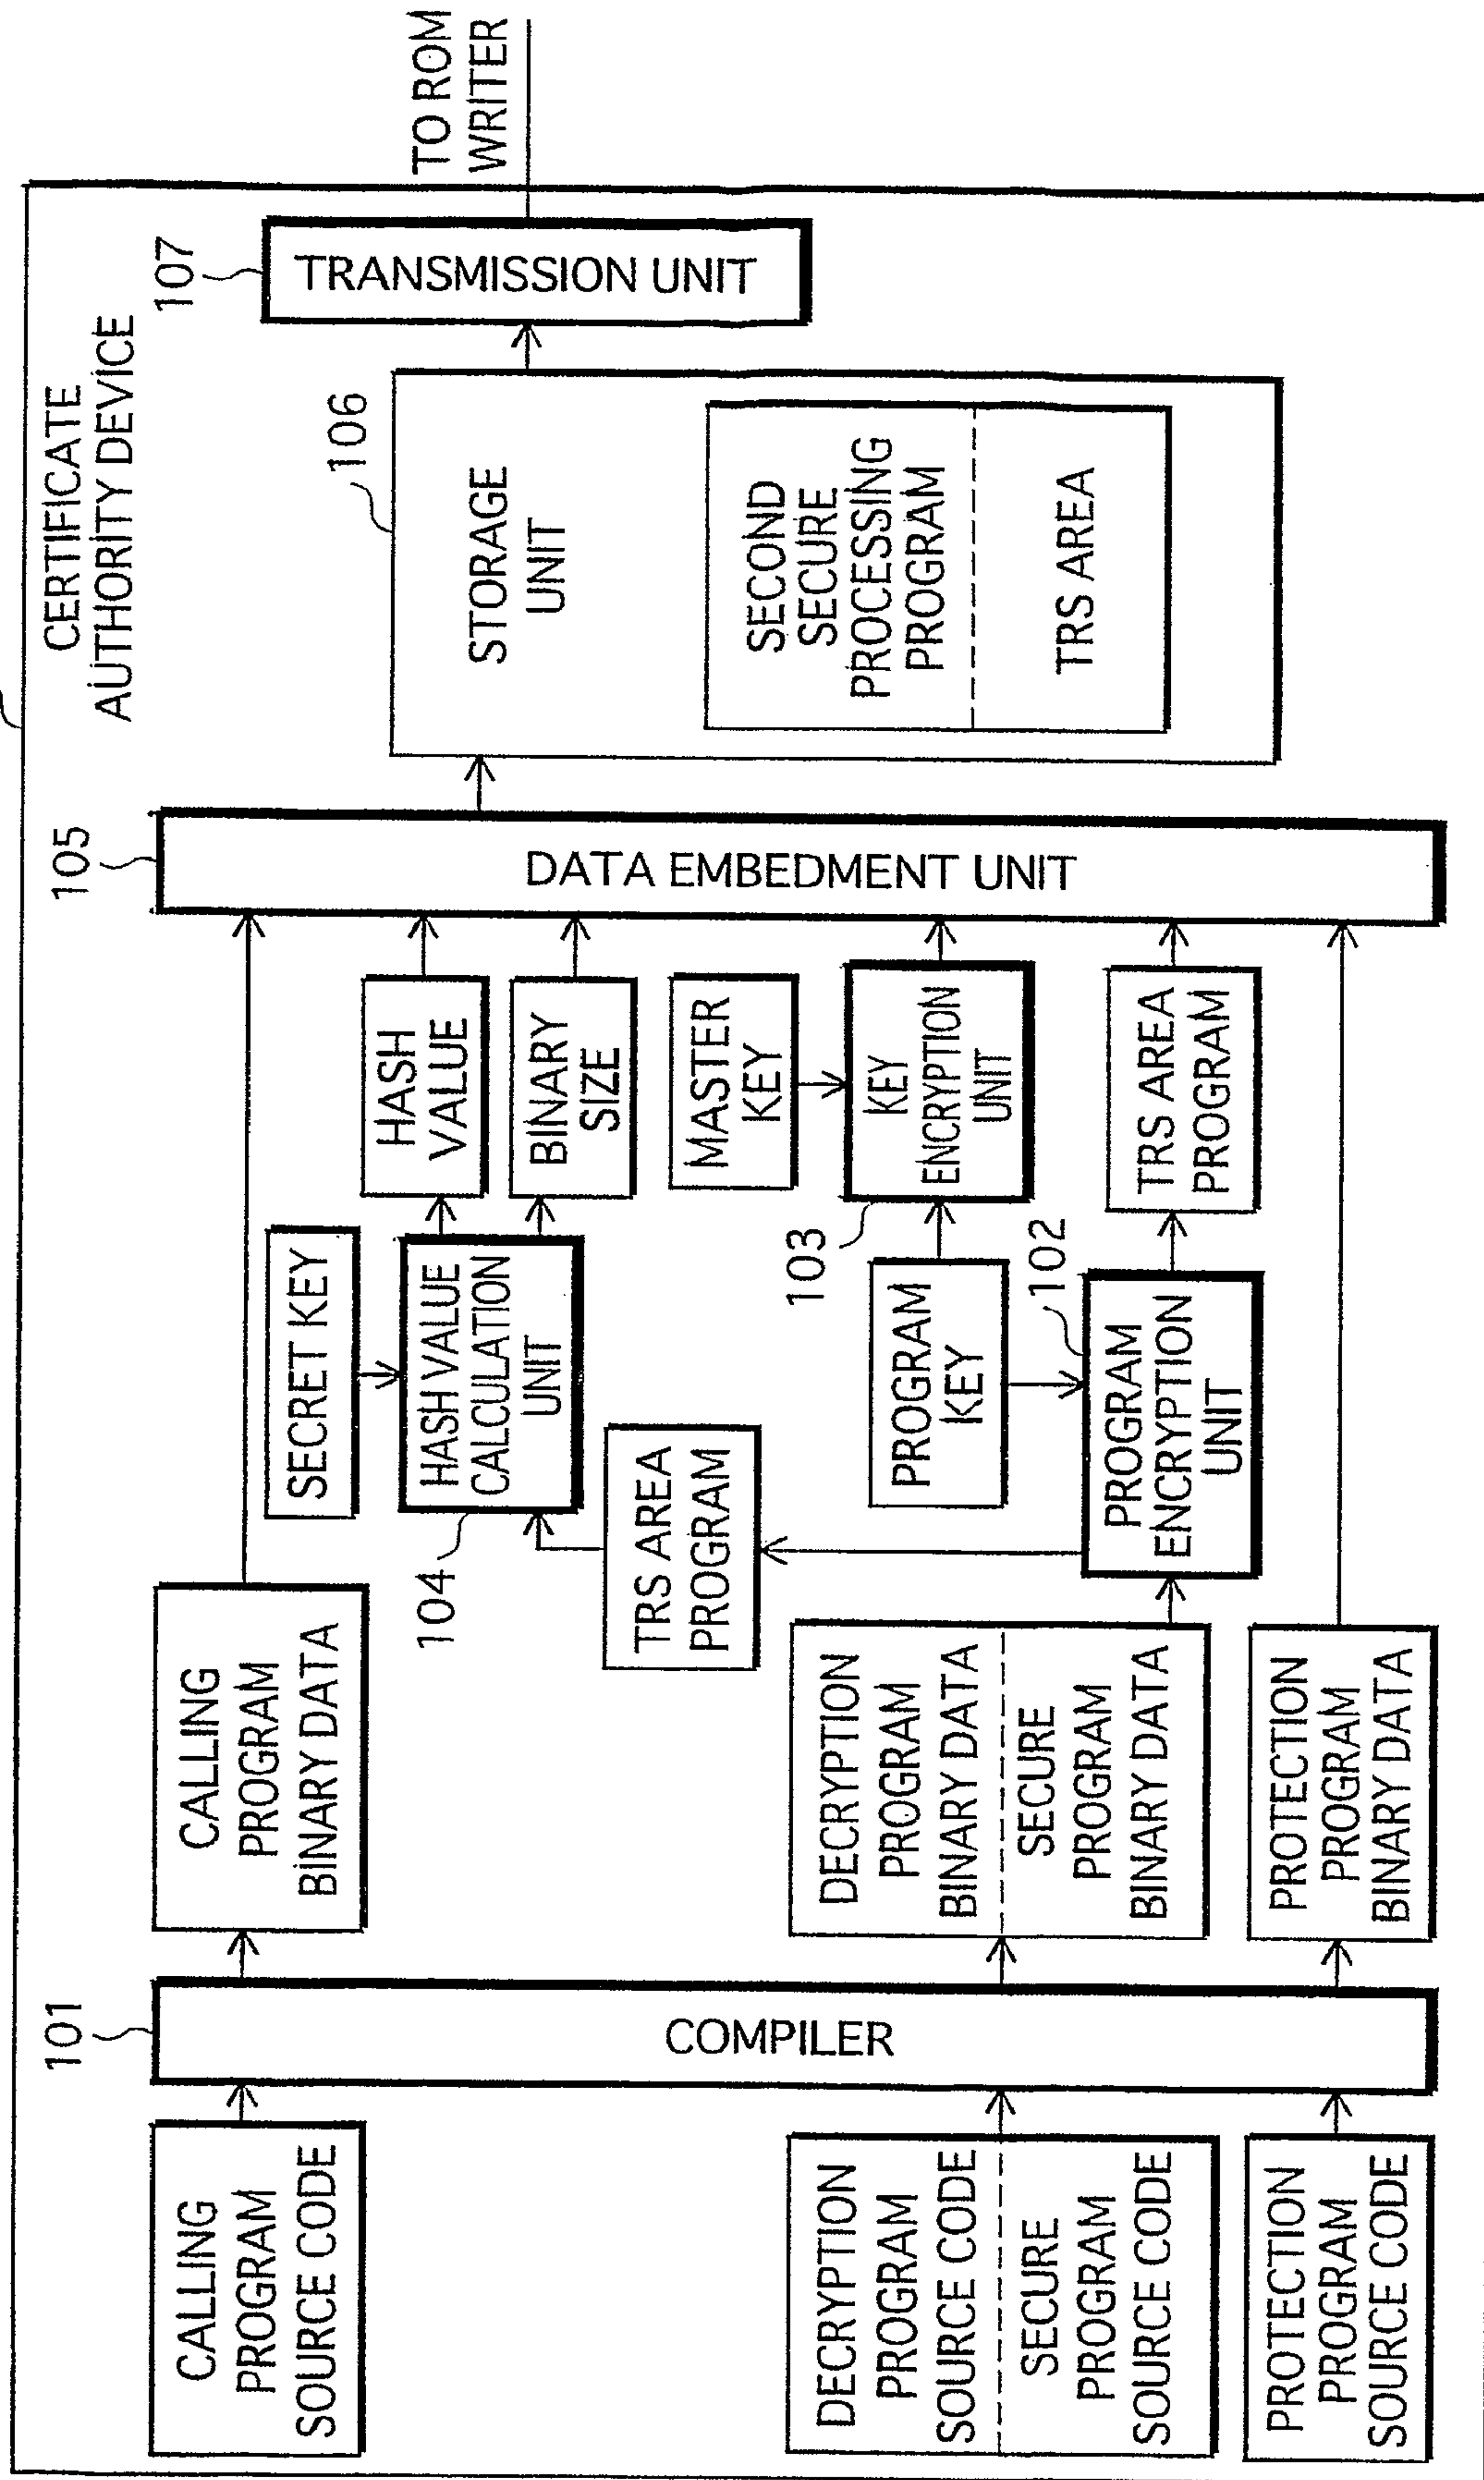 CERTIFICATE
AUTHORITY DEVICE
101
105
106
107
CALLING
PROGRAM
SOURCE CODE
DECRYPTION
PROGRAM
SOURCE CODE
SECURE
PROGRAM
SOURCE CODE
PROTECTION
PROGRAM
SOURCE CODE
COMPILER
CALLING
PROGRAM
BINARY DATA
DECRYPTION
PROGRAM
BINARY DATA
SECURE
PROGRAM
BINARY DATA
PROTECTION
PROGRAM
BINARY DATA
SECRET KEY
104
HASH VALUE
CALCULATION
UNIT
TRS AREA
PROGRAM
PROGRAM
KEY
103
102
PROGRAM
ENCRYPTION
UNIT
HASH
VALUE
BINARY
SIZE
MASTER
KEY
KEY
ENCRYPTION
UNIT
TRS AREA
PROGRAM
DATA EMBEDMENT UNIT
STORAGE
UNIT
SECOND
SECURE
PROCESSING
PROGRAM
TRS AREA
TRANSMISSION UNIT
TO ROM
WRITER